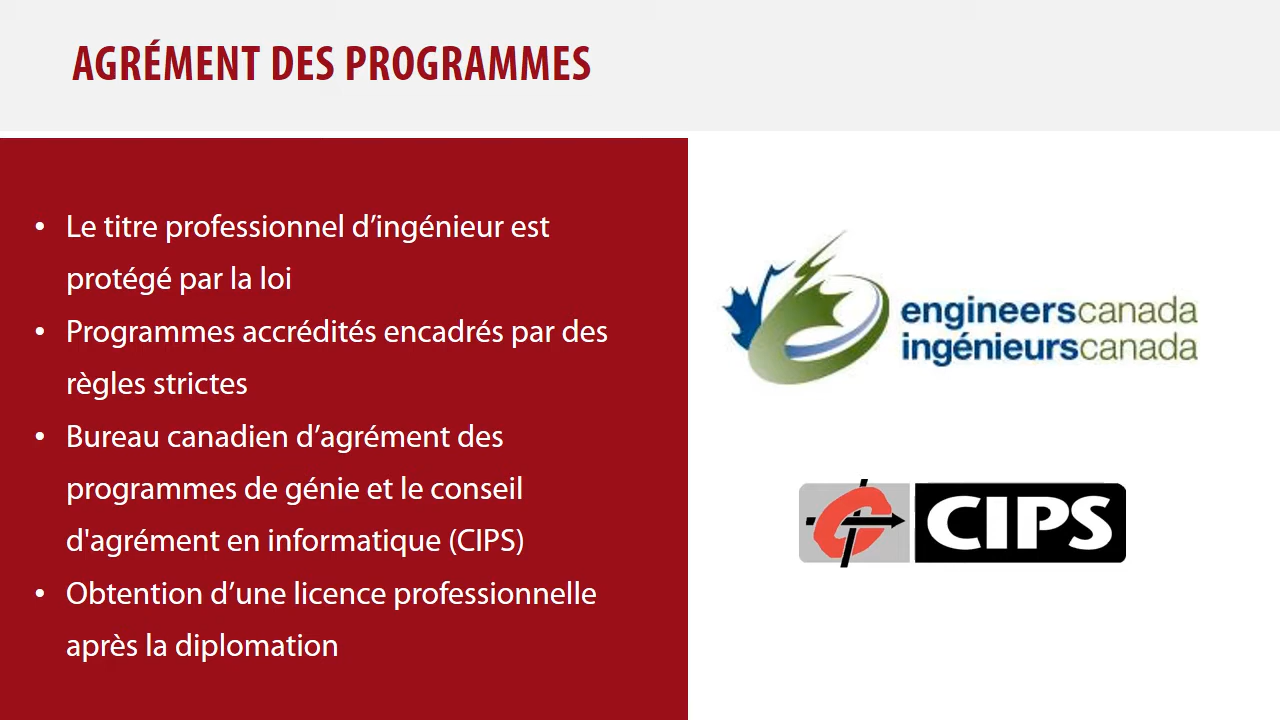 AGRÉMENT DES PROGRAMMES
• Le titre professionnel d’ingénieur est
protégé par la loi
• Programmes accrédités encadrés par des
règles strictes
• Bureau canadien d’agrément des
programmes de génie et le conseil
d'agrément en informatique (CIPS)
• Obtention d’une licence professionnelle
après la diplomation
engineerscanada
ingénieurscanada
CIPS